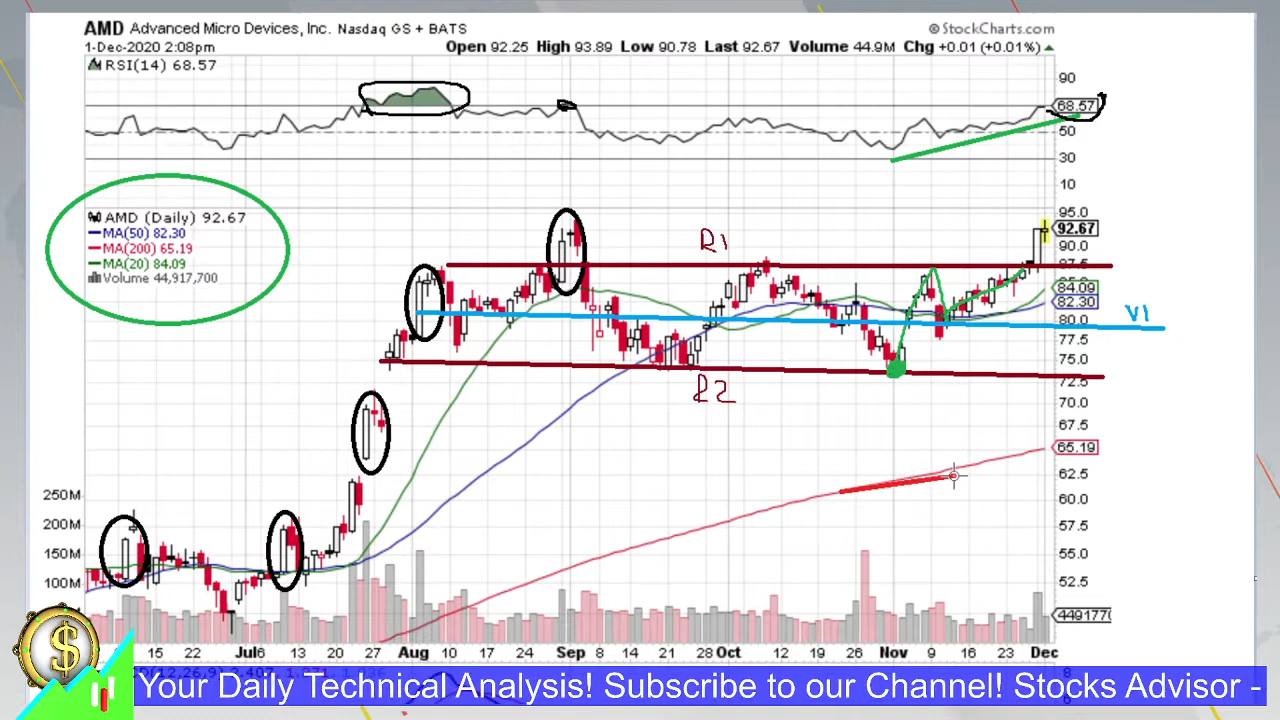 AMD Advanced Micro Devices, Inc. Nasdaq GS + BATS
© StockCharts.com
1-Dec-2020 2:08pm
Open 92.25 High 93.89 Low 90.78 Last 92.67 Volume 44.9M Chg +0.01 (+0.01%)
RSI(14) 68.57
90
68.57
50
30
10
AMD (Daily) 92.67
MA(50) 82.30
MA(200) 65.19
MA(20) 84.09
Volume 44,917,700
95.0
92.67
90.0
R1
84.09
82.30
V1
80.0
77.5
75.0
72.5
R2
70.0
67.5
65.19
62.5
250M
60.0
200M
57.5
150M
55.0
100M
52.5
4491770
15 22 Jul6 13 20 27 Aug 10 17 24 Sep 8 14 21 28 Oct 12 19 26 Nov 9 16 23 Dec
Your Daily Technical Analysis! Subscribe to our Channel! Stocks Advisor -